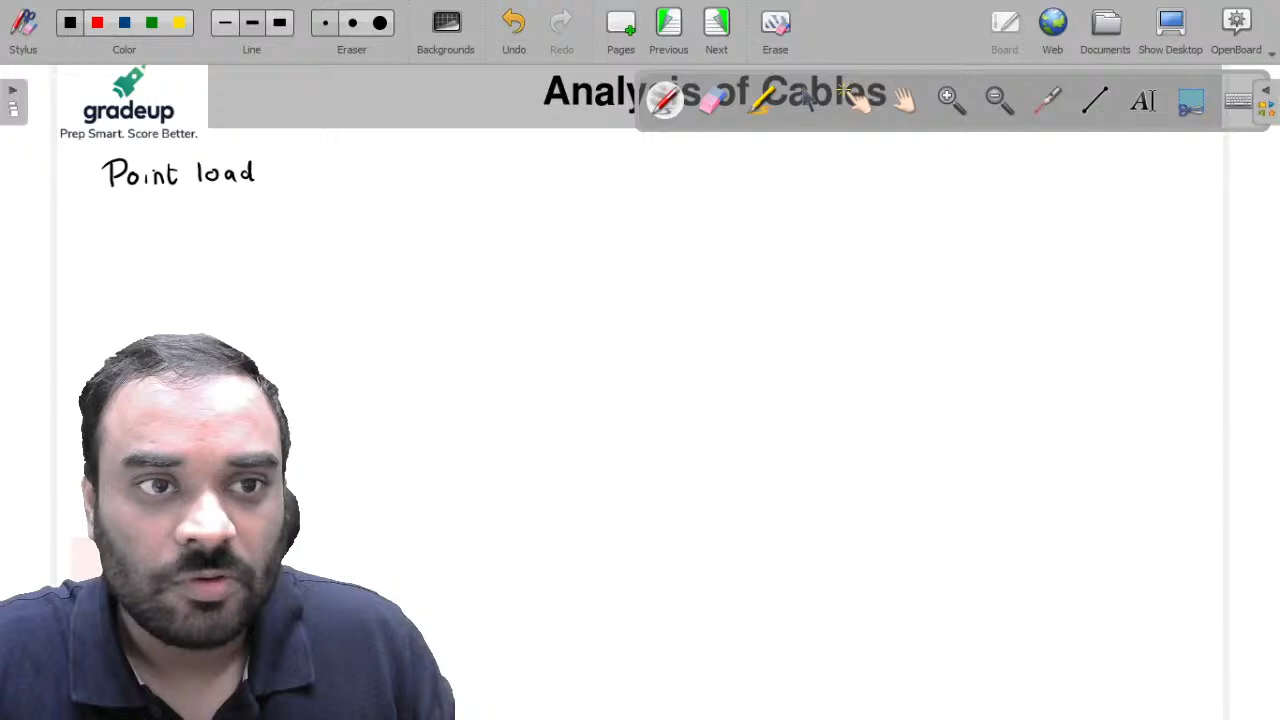 Stylus
Color
Line
Eraser
Backgrounds
Undo
Redo
Pages
Previous
Next
Erase
Board
Web
Documents
Show Desktop
OpenBoard
gradeup
Prep Smart. Score Better.
Analysis of Cables
AI
Point load